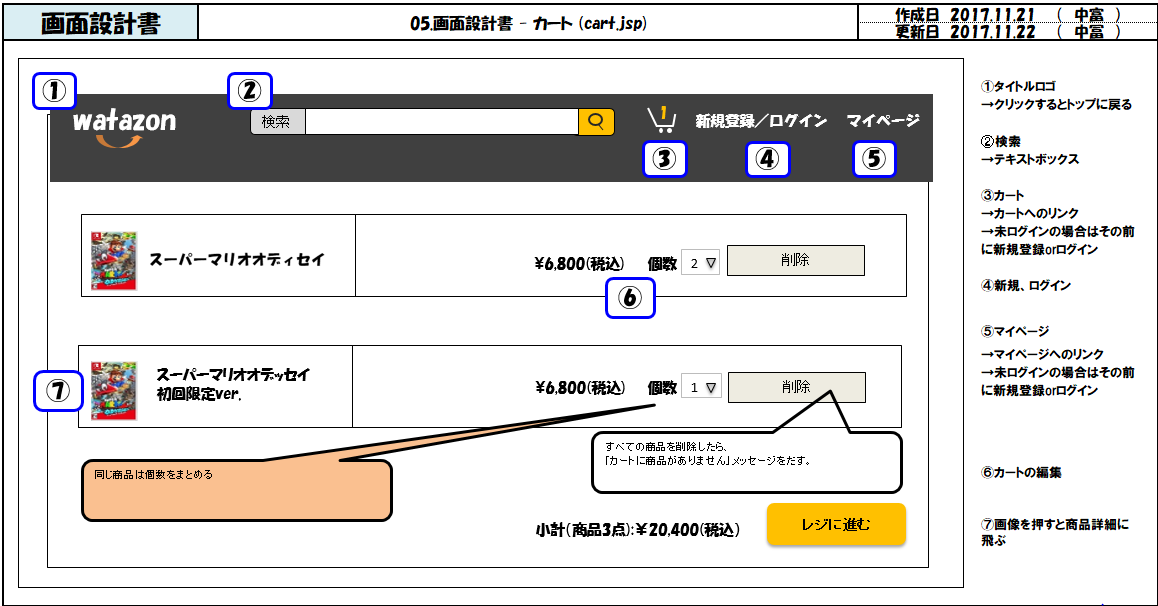 画面設計書
05.画面設計書 - カート (cart.jsp)
作成日 2017.11.21 ( 中富 )
更新日 2017.11.22 ( 中富 )
①
②
watazon
検索
1
新規登録／ログイン
マイページ
③
④
⑤
スーパーマリオオディセイ
¥6,800(税込)
個数
2 ▽
削除
⑥
⑦
スーパーマリオオデッセイ
初回限定ver.
¥6,800(税込)
個数
1 ▽
削除
同じ商品は個数をまとめる
すべての商品を削除したら、
「カートに商品がありません」メッセージをだす。
小計(商品3点):¥20,400(税込)
レジに進む
①タイトルロゴ
→クリックするとトップに戻る
②検索
→テキストボックス
③カート
→カートへのリンク
→未ログインの場合はその前
に新規登録orログイン
④新規、ログイン
⑤マイページ
→マイページへのリンク
→未ログインの場合はその前
に新規登録orログイン
⑥カートの編集
⑦画像を押すと商品詳細に
飛ぶ